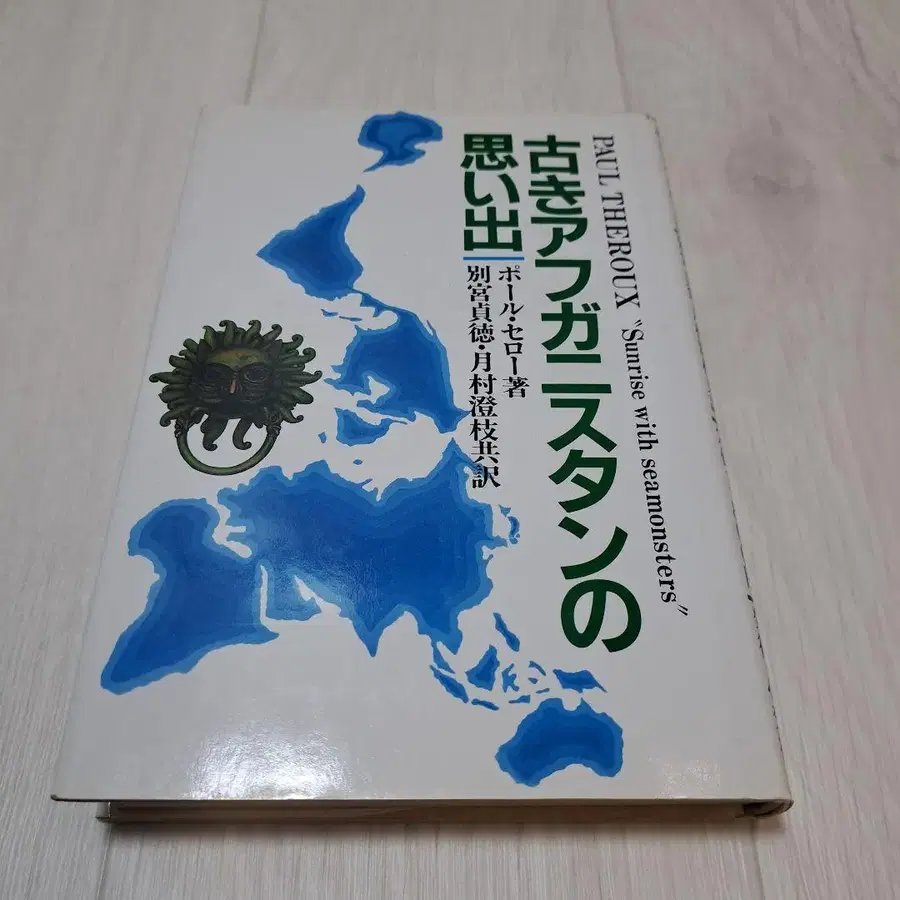 PAUL THEROUX “Sunrise with seamonsters”
古きアフガニスタンの
思い出
ポール・セロー著
別宮貞徳・月村澄枝共訳